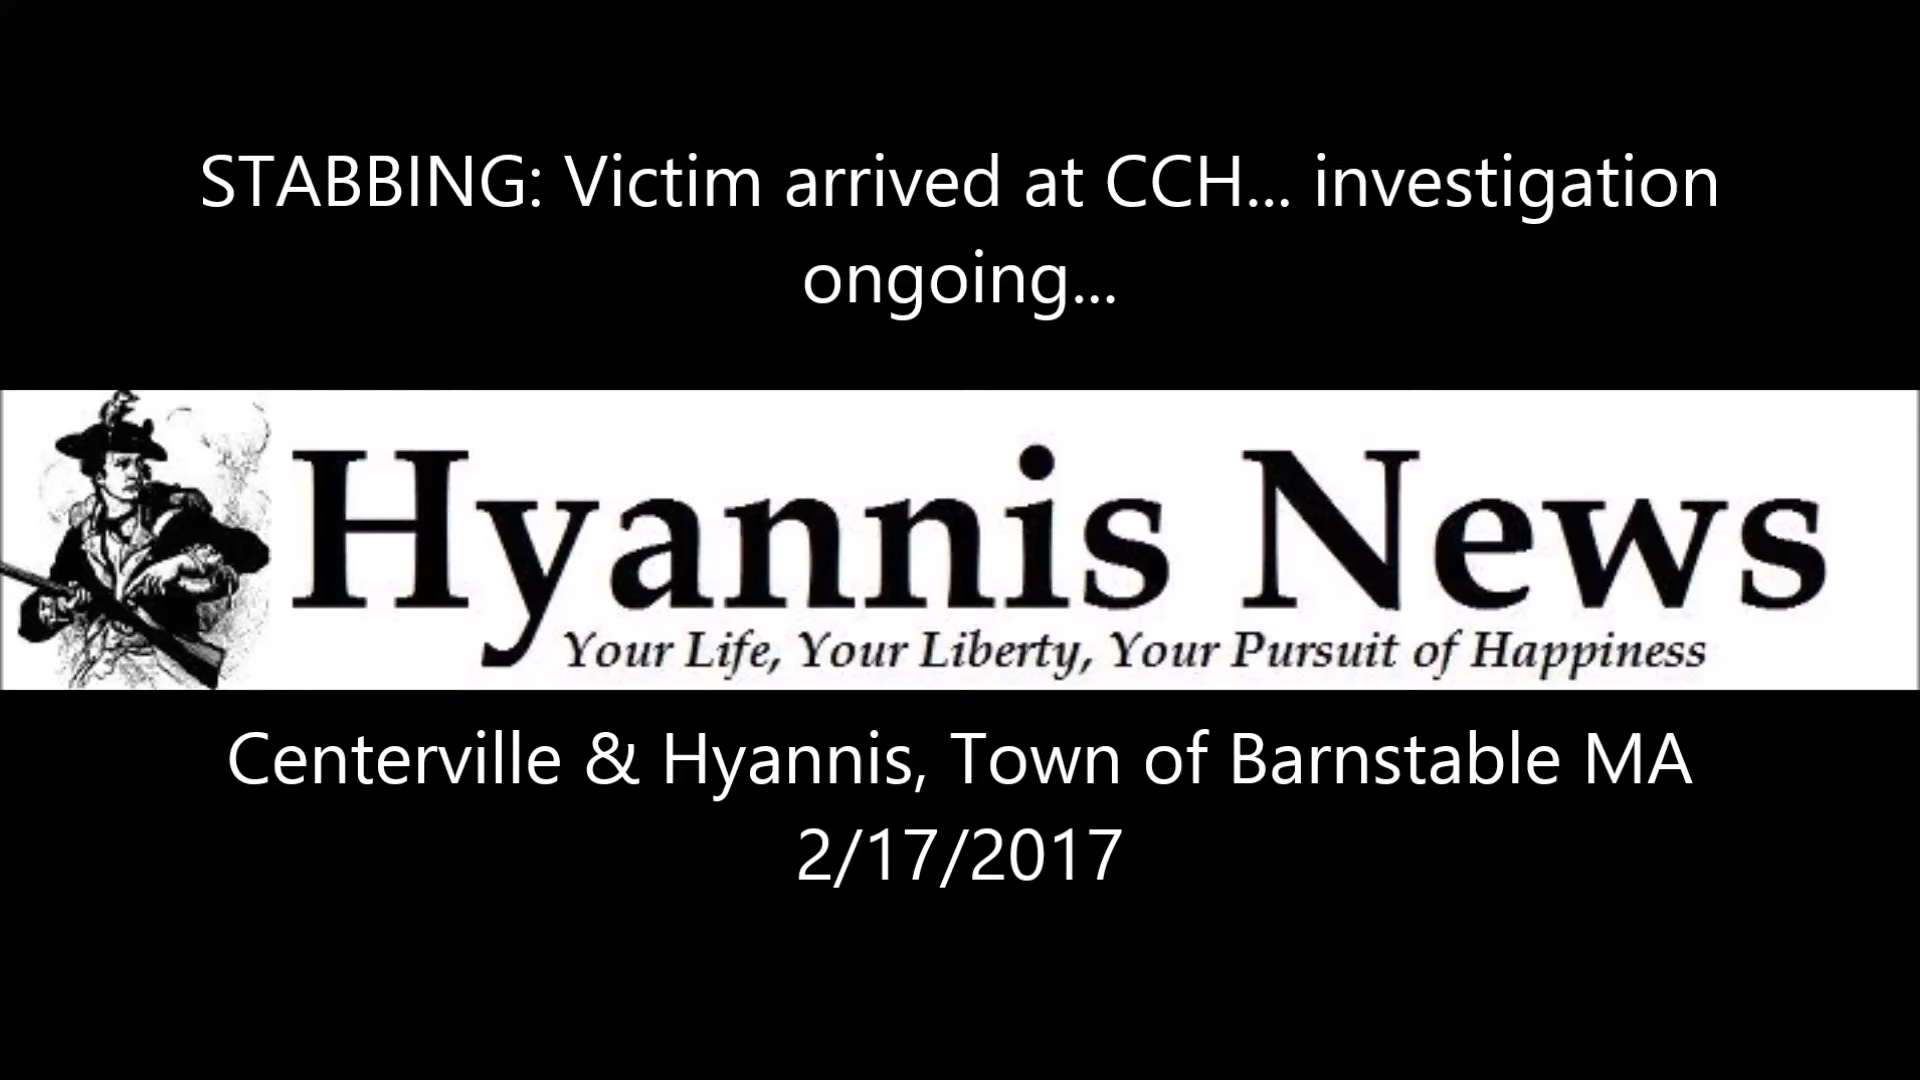 STABBING: Victim arrived at CCH... investigation
ongoing...
Hyannis News
Your Life, Your Liberty, Your Pursuit of Happiness
Centerville & Hyannis, Town of Barnstable MA
2/17/2017